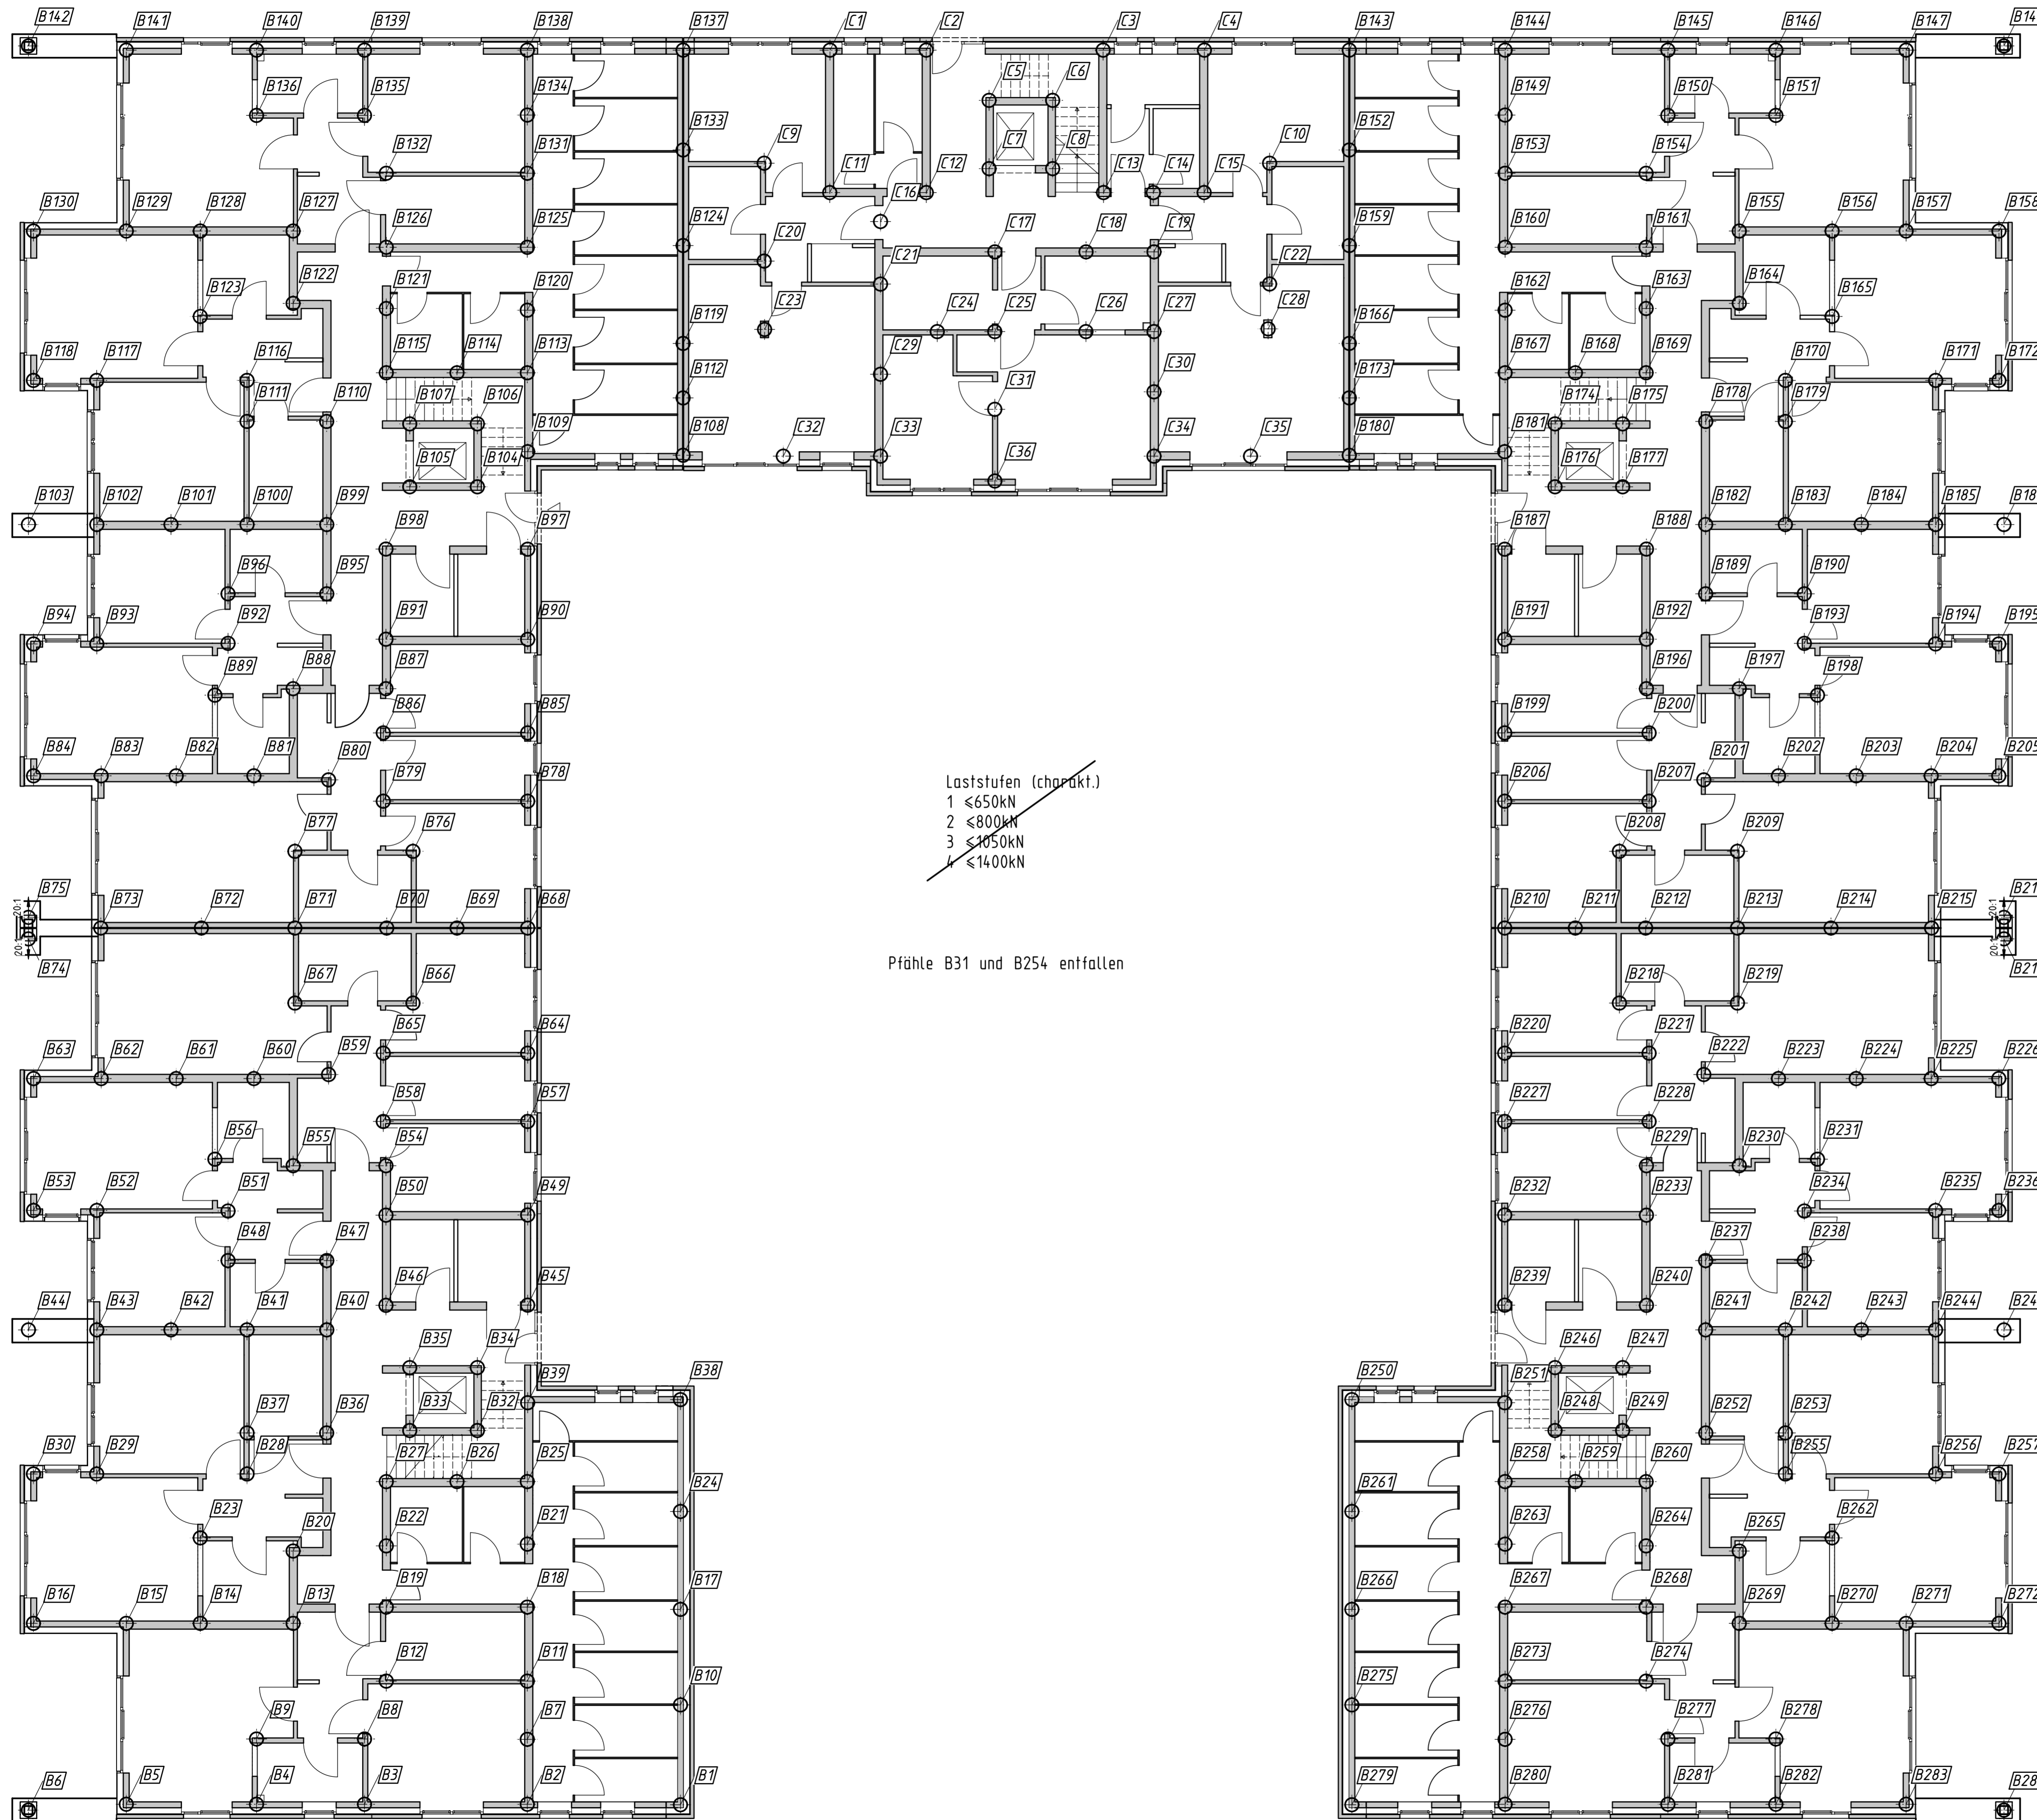 B142 B141 B140 B139 B138 B137 C1 C2 C3 C4 B143 B144 B145 B146 B147
B136 B135 B134 C5 C6 B149 B150 B151
B133 C9 C10 B152
B132 B131 C7 C8 B153 B154
C11 C12 C13 C14 C15
C16
B130 B129 B128 B127 B126 B125 B124 C17 C18 C19 B159 B160 B161 B155 B156 B157 B158
C20 C21 C22
B123 B122 B121 B120 B162 B163 B164 B165
B119 C23 C24 C25 C26 C27 C28 B166
B118 B117 B116 B115 B114 B113 C29 B167 B168 B169 B170 B171 B172
B112 C30 B173
B111 B110 B107 B106 C31 B174 B175 B178 B179
B109 B108 C32 C33 C34 C35 B180 B181
B105 B104 C36 B176 B177
B103 B102 B101 B100 B99 B182 B183 B184 B185
B98 B97 B187 B188
B96 B95 B189 B190
B94 B93 B92 B91 B90 B191 B192 B193 B194 B195
B89 B88 B87 B196 B197 B198
B86 B85 B199 B200
B84 B83 B82 B81 B80 B201 B202 B203 B204 B205
B79 B78 B206 B207
Laststufen (charakt.)
1 ≤650kN
2 ≤800kN
3 ≤1050kN
4 ≤1400kN
B77 B76 B208 B209
B75 B73 B72 B71 B70 B69 B68 B210 B211 B212 B213 B214 B215
20:1 20:1
20:1 20:1
Pfähle B31 und B254 entfallen
B74 B67 B66 B218 B219
B65 B64 B220 B221
B63 B62 B61 B60 B59 B222 B223 B224 B225 B226
B58 B57 B227 B228
B56 B55 B54 B229 B230 B231
B53 B52 B51 B50 B49 B232 B233 B234 B235 B236
B48 B47 B237 B238
B46 B45 B239 B240
B44 B43 B42 B41 B40 B241 B242 B243 B244
B35 B34 B246 B247
B39 B38 B250 B251
B37 B36 B33 B32 B248 B249 B252 B253
B30 B29 B28 B27 B26 B25 B258 B259 B260 B255 B256 B257
B24 B261
B23 B20 B22 B21 B263 B264 B265 B262
B16 B15 B14 B13 B19 B18 B17 B266 B267 B268 B269 B270 B271 B272
B12 B11 B10 B275 B273 B274
B9 B8 B7 B276 B277 B278
B6 B5 B4 B3 B2 B1 B279 B280 B281 B282 B283